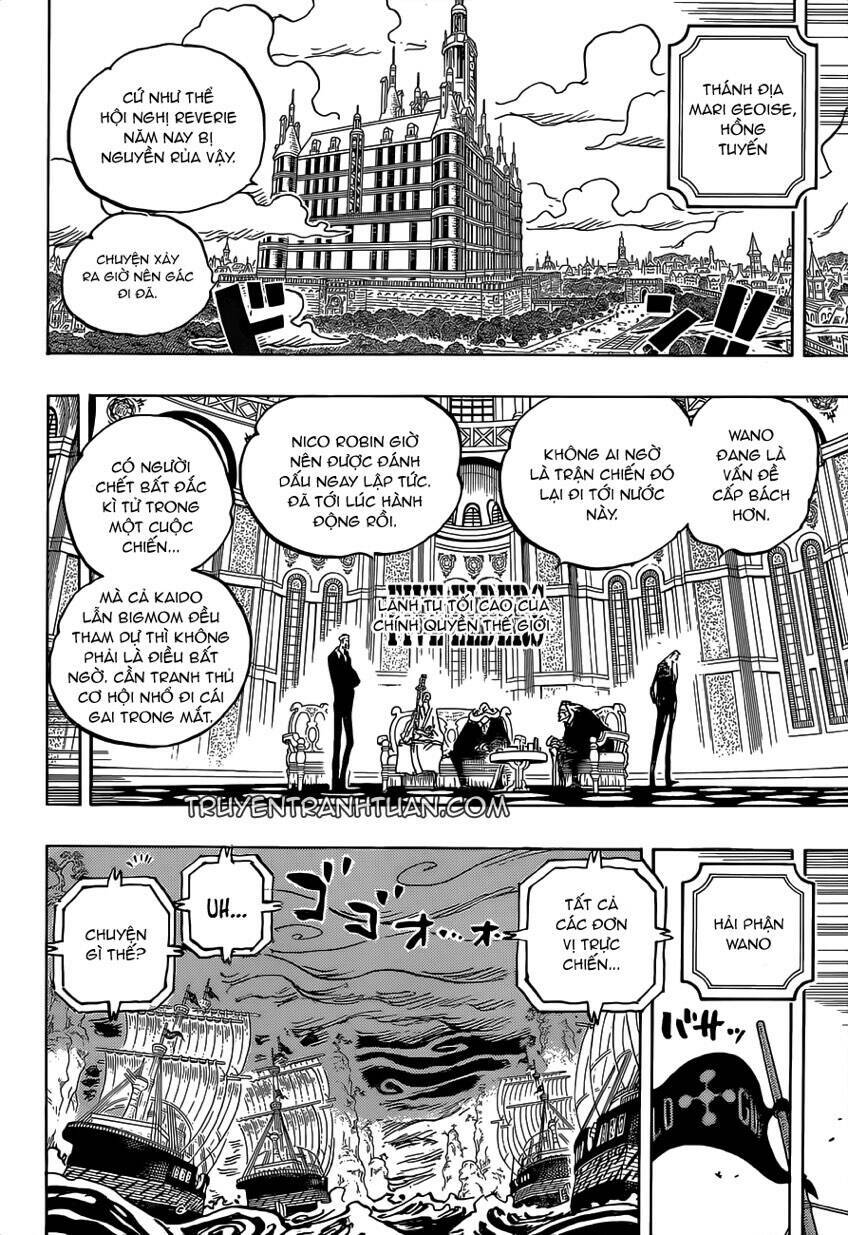 THÁNH ĐỊA
MARI GEOISE,
HỒNG
TUYẾN
CỨ NHƯ THỂ
HỘI NGHỊ REVERIE
NĂM NAY BỊ
NGUYỀN RỦA VẬY.
CHUYỆN XẢY
RA GIỜ NÊN GÁC
ĐI ĐÃ.
ドン!!
WANO
ĐANG LÀ
VẤN ĐỀ
CẤP BÁCH
HƠN.
KHÔNG AI NGỜ
LÀ TRẬN CHIẾN ĐÓ
LẠI ĐI TỚI NƯỚC
NÀY.
NICO ROBIN GIỜ
NÊN ĐƯỢC ĐÁNH
DẤU NGAY LẬP TỨC.
ĐÃ TỚI LÚC HÀNH
ĐỘNG RỒI.
CÓ NGƯỜI
CHẾT BẤT ĐẮC
KÌ TỬ TRONG
MỘT CUỘC
CHIẾN...
MÀ CẢ KAIDO
LẪN BIGMOM ĐỀU
THAM DỰ THÌ KHÔNG
PHẢI LÀ ĐIỀU BẤT
NGỜ. CẦN TRANH THỦ
CƠ HỘI NHỔ ĐI CÁI
GAI TRONG MẮT.
LÃNH TỤ TỐI CAO CỦA
CHÍNH QUYỀN THẾ GIỚI
FIVE ELDERS
TRUYENTRANHTUAN.COM
HẢI PHẬN
WANO
バサッ
TẤT CẢ
CÁC ĐƠN
VỊ TRỰC
CHIẾN...
ゴゴオォ...ォ...
UH...
CHUYỆN
GÌ THẾ?